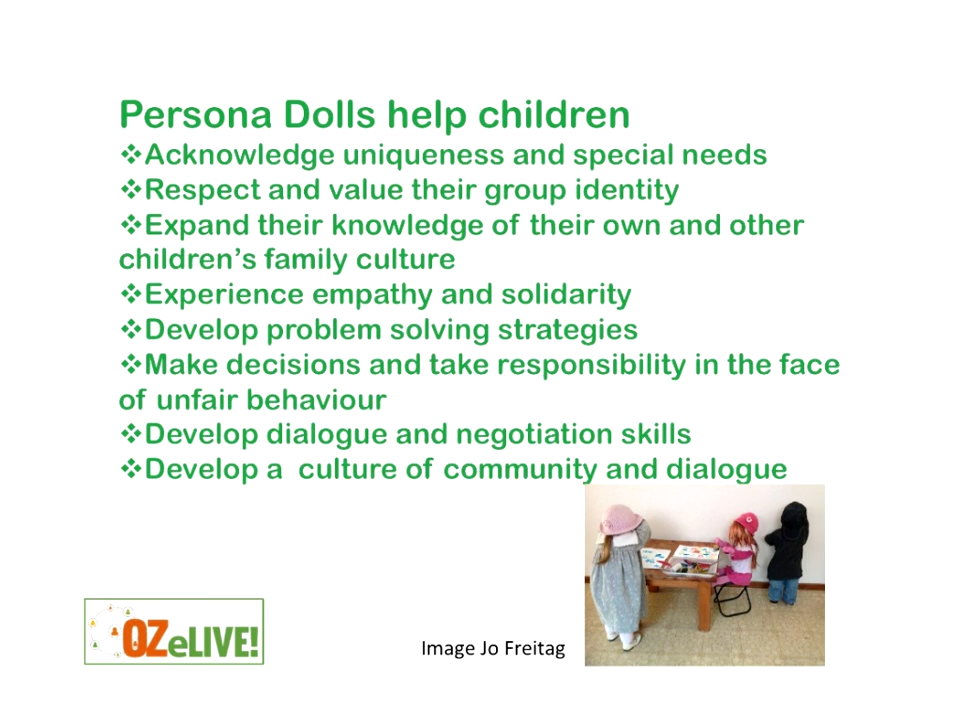 Persona Dolls help children
❖Acknowledge uniqueness and special needs
❖Respect and value their group identity
❖Expand their knowledge of their own and other
children’s family culture
❖Experience empathy and solidarity
❖Develop problem solving strategies
❖Make decisions and take responsibility in the face
of unfair behaviour
❖Develop dialogue and negotiation skills
❖Develop a  culture of community and dialogue
OZeLIVE!
Image Jo Freitag